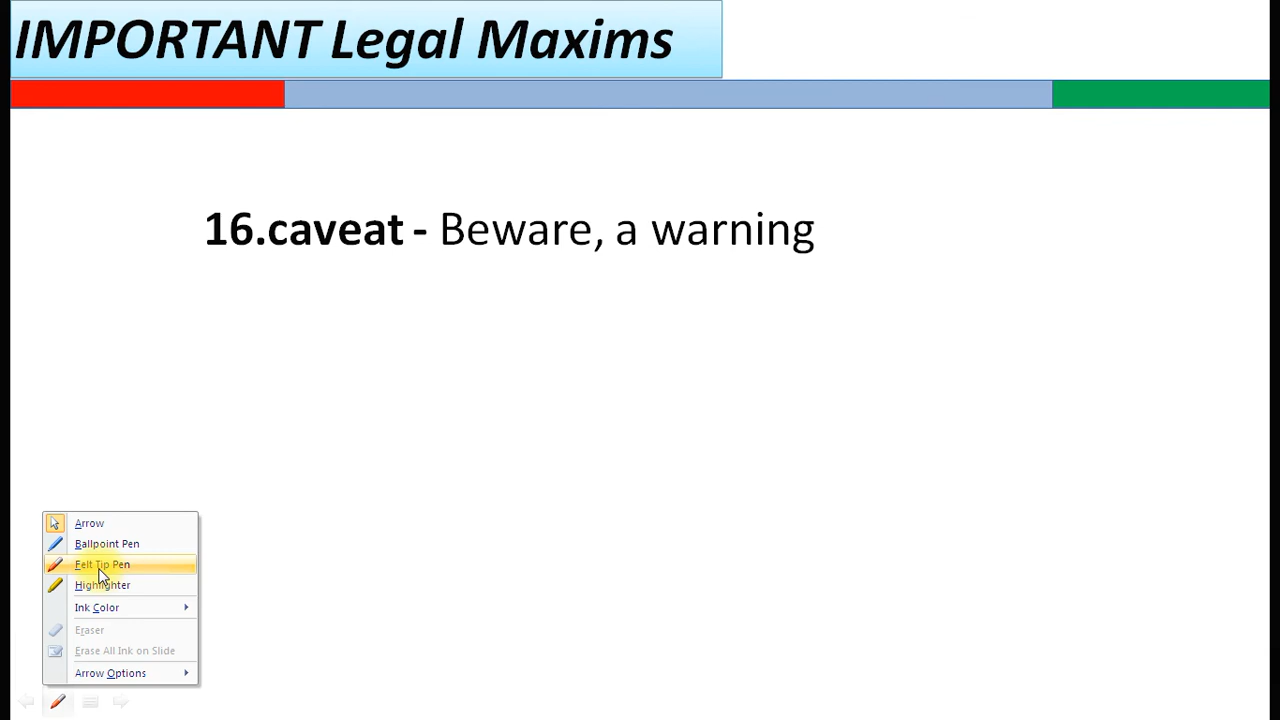 IMPORTANT Legal Maxims
16.caveat - Beware, a warning
Arrow
Ballpoint Pen
Felt Tip Pen
Highlighter
Ink Color
Eraser
Erase All Ink on Slide
Arrow Options